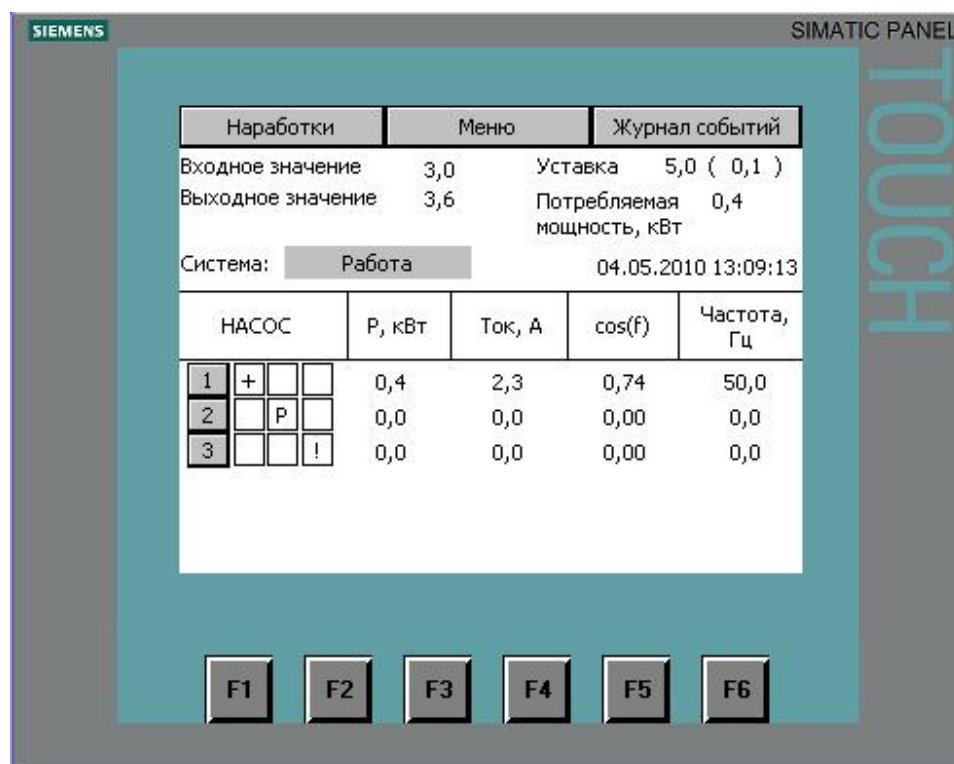 SIEMENS
SIMATIC PANEL
TOUCH
Наработки Меню Журнал событий
Входное значение 3,0 Уставка 5,0 ( 0,1 )
Выходное значение 3,6 Потребляемая 0,4
мощность, кВт
Система: Работа 04.05.2010 13:09:13
НАСОС P, кВт Ток, А cos(f) Частота,
Гц
1 + 0,4 2,3 0,74 50,0
2 P 0,0 0,0 0,00 0,0
3 ! 0,0 0,0 0,00 0,0
F1 F2 F3 F4 F5 F6